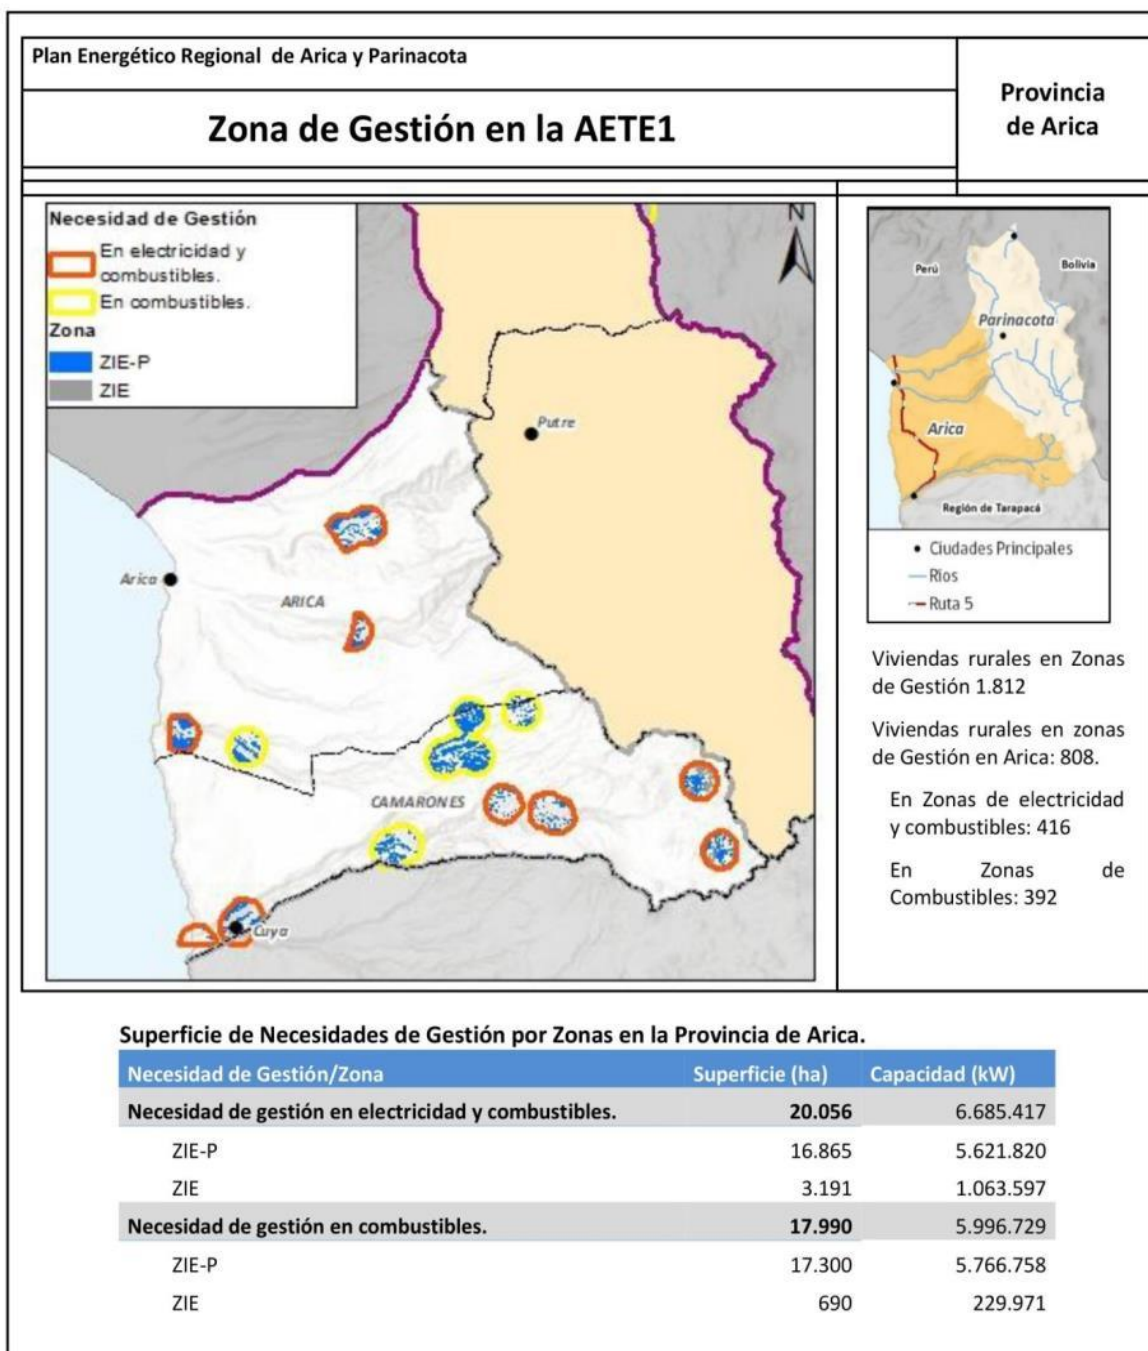 Plan Energético Regional de Arica y Parinacota
Zona de Gestión en la AETE1
Provincia
de Arica
Necesidad de Gestión
En electricidad y
combustibles.
En combustibles.
Zona
ZIE-P
ZIE
N
Putre
Arica
ARICA
CAMARONES
Cuya
Perú
Bolivia
Parinacota
Arica
Región de Tarapacá
Ciudades Principales
Ríos
Ruta 5
Viviendas rurales en Zonas
de Gestión 1.812
Viviendas rurales en zonas
de Gestión en Arica: 808.
En Zonas de electricidad
y combustibles: 416
En Zonas de
Combustibles: 392
Superficie de Necesidades de Gestión por Zonas en la Provincia de Arica.
Necesidad de Gestión/Zona Superficie (ha) Capacidad (kW)
Necesidad de gestión en electricidad y combustibles. 20.056 6.685.417
ZIE-P 16.865 5.621.820
ZIE 3.191 1.063.597
Necesidad de gestión en combustibles. 17.990 5.996.729
ZIE-P 17.300 5.766.758
ZIE 690 229.971